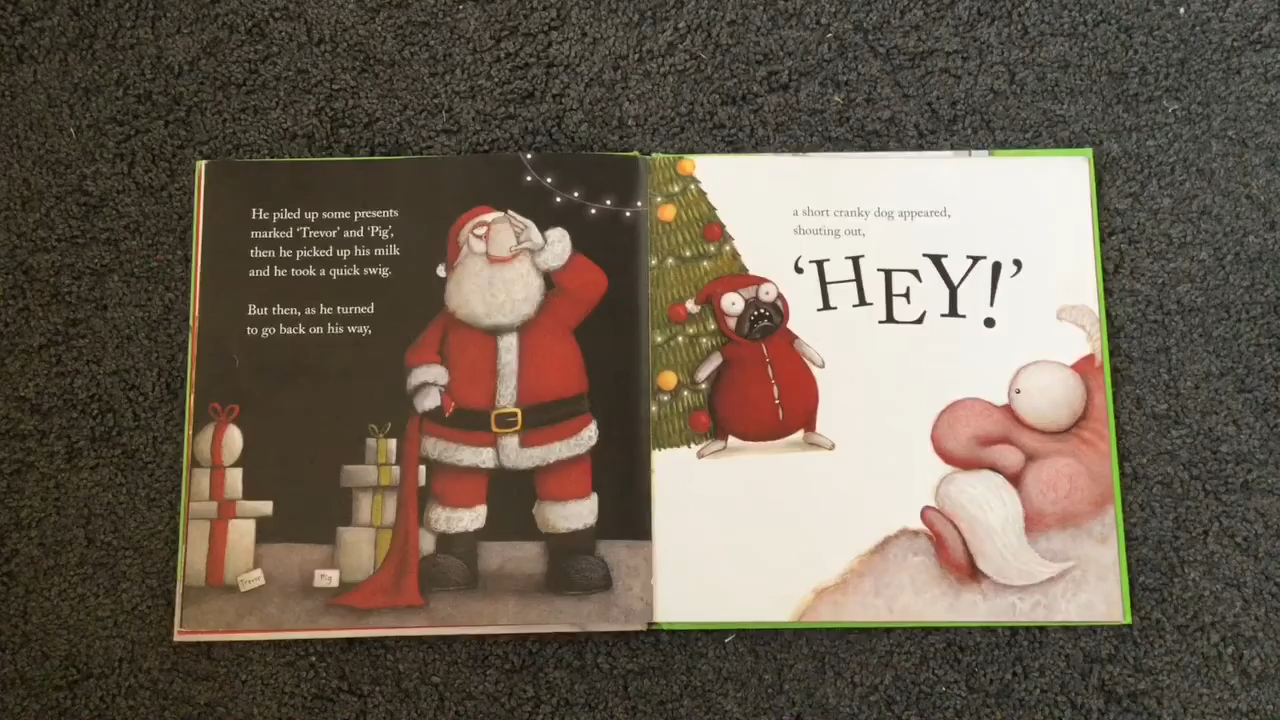 He piled up some presents
marked ‘Trevor’ and ‘Pig’,
then he picked up his milk
and he took a quick swig.
But then, as he turned
to go back on his way,
Trevor
Pig
a short cranky dog appeared,
shouting out,
‘HEY!’